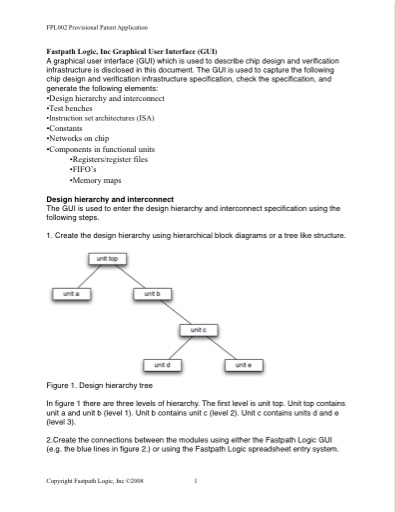 FPL002 Provisional Patent Application
Fastpath Logic, Inc Graphical User Interface (GUI)
A graphical user interface (GUI) which is used to describe chip design and verification
infrastructure is disclosed in this document. The GUI is used to capture the following
chip design and verification infrastructure specification, check the specification, and
generate the following elements:
•Design hierarchy and interconnect
•Test benches
•Instruction set architectures (ISA)
•Constants
•Networks on chip
•Components in functional units
•Registers/register files
•FIFO's
•Memory maps
Design hierarchy and interconnect
The GUI is used to enter the design hierarchy and interconnect specification using the
following steps.
1. Create the design hierarchy using hierarchical block diagrams or a tree like structure.
unit top
unit a
unit b
unit c
unit d
unit e
Figure 1. Design hierarchy tree
In figure 1 there are three levels of hierarchy. The first level is unit top. Unit top contains
unit a and unit b (level 1). Unit b contains unit c (level 2). Unit c contains units d and e
(level 3).
2.Create the connections between the modules using either the Fastpath Logic GUI
(e.g. the blue lines in figure 2.) or using the Fastpath Logic spreadsheet entry system.
Copyright Fastpath Logic, Inc ©2008
1